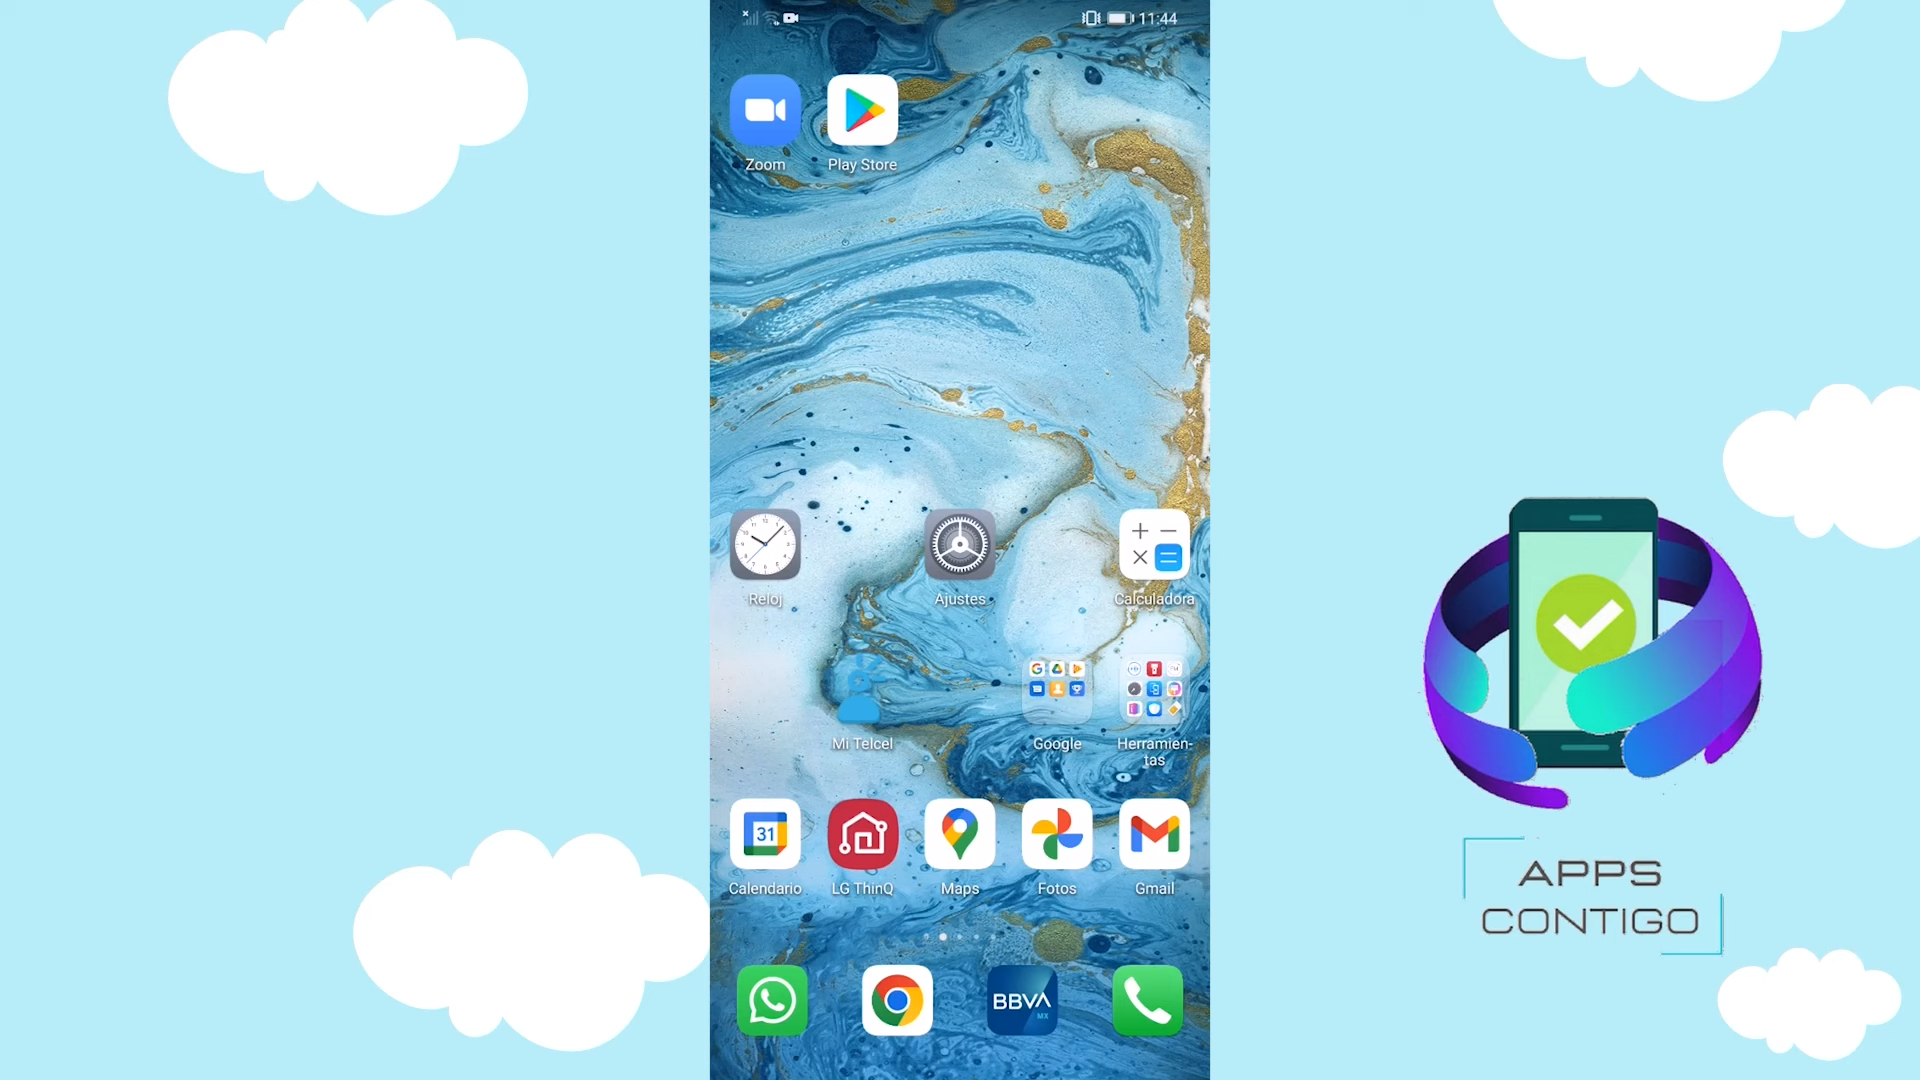 11:44
Zoom
Play Store
Reloj
Ajustes
Calculadora
Mi Telcel
Google
Herramien-
tas
31
Calendario
LG ThinQ
Maps
Fotos
Gmail
BBVA
MX
APPS
CONTIGO